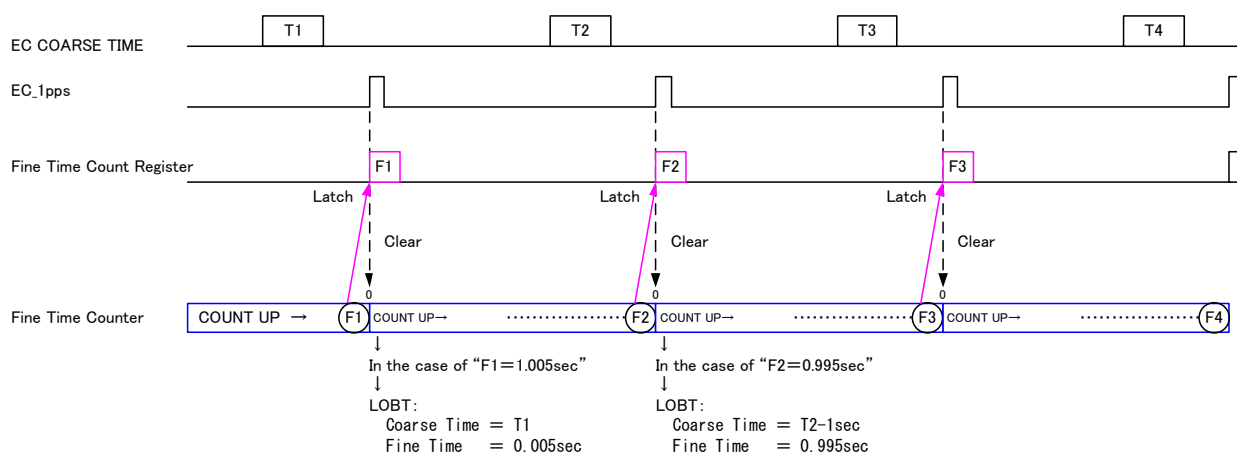 T1 T2 T3 T4
EC COARSE TIME
EC_1pps
Fine Time Count Register F1 F2 F3
Latch Latch Latch
Clear Clear Clear
0 0 0
Fine Time Counter COUNT UP → F1 COUNT UP→ ⋯⋯⋯⋯⋯⋯ F2 COUNT UP→ ⋯⋯⋯⋯⋯⋯ F3 COUNT UP→ ⋯⋯⋯⋯⋯⋯ F4
↓ ↓
In the case of “F1＝1.005sec” In the case of “F2＝0.995sec”
↓ ↓
LOBT: LOBT:
Coarse Time = T1 Coarse Time = T2-1sec
Fine Time = 0.005sec Fine Time = 0.995sec